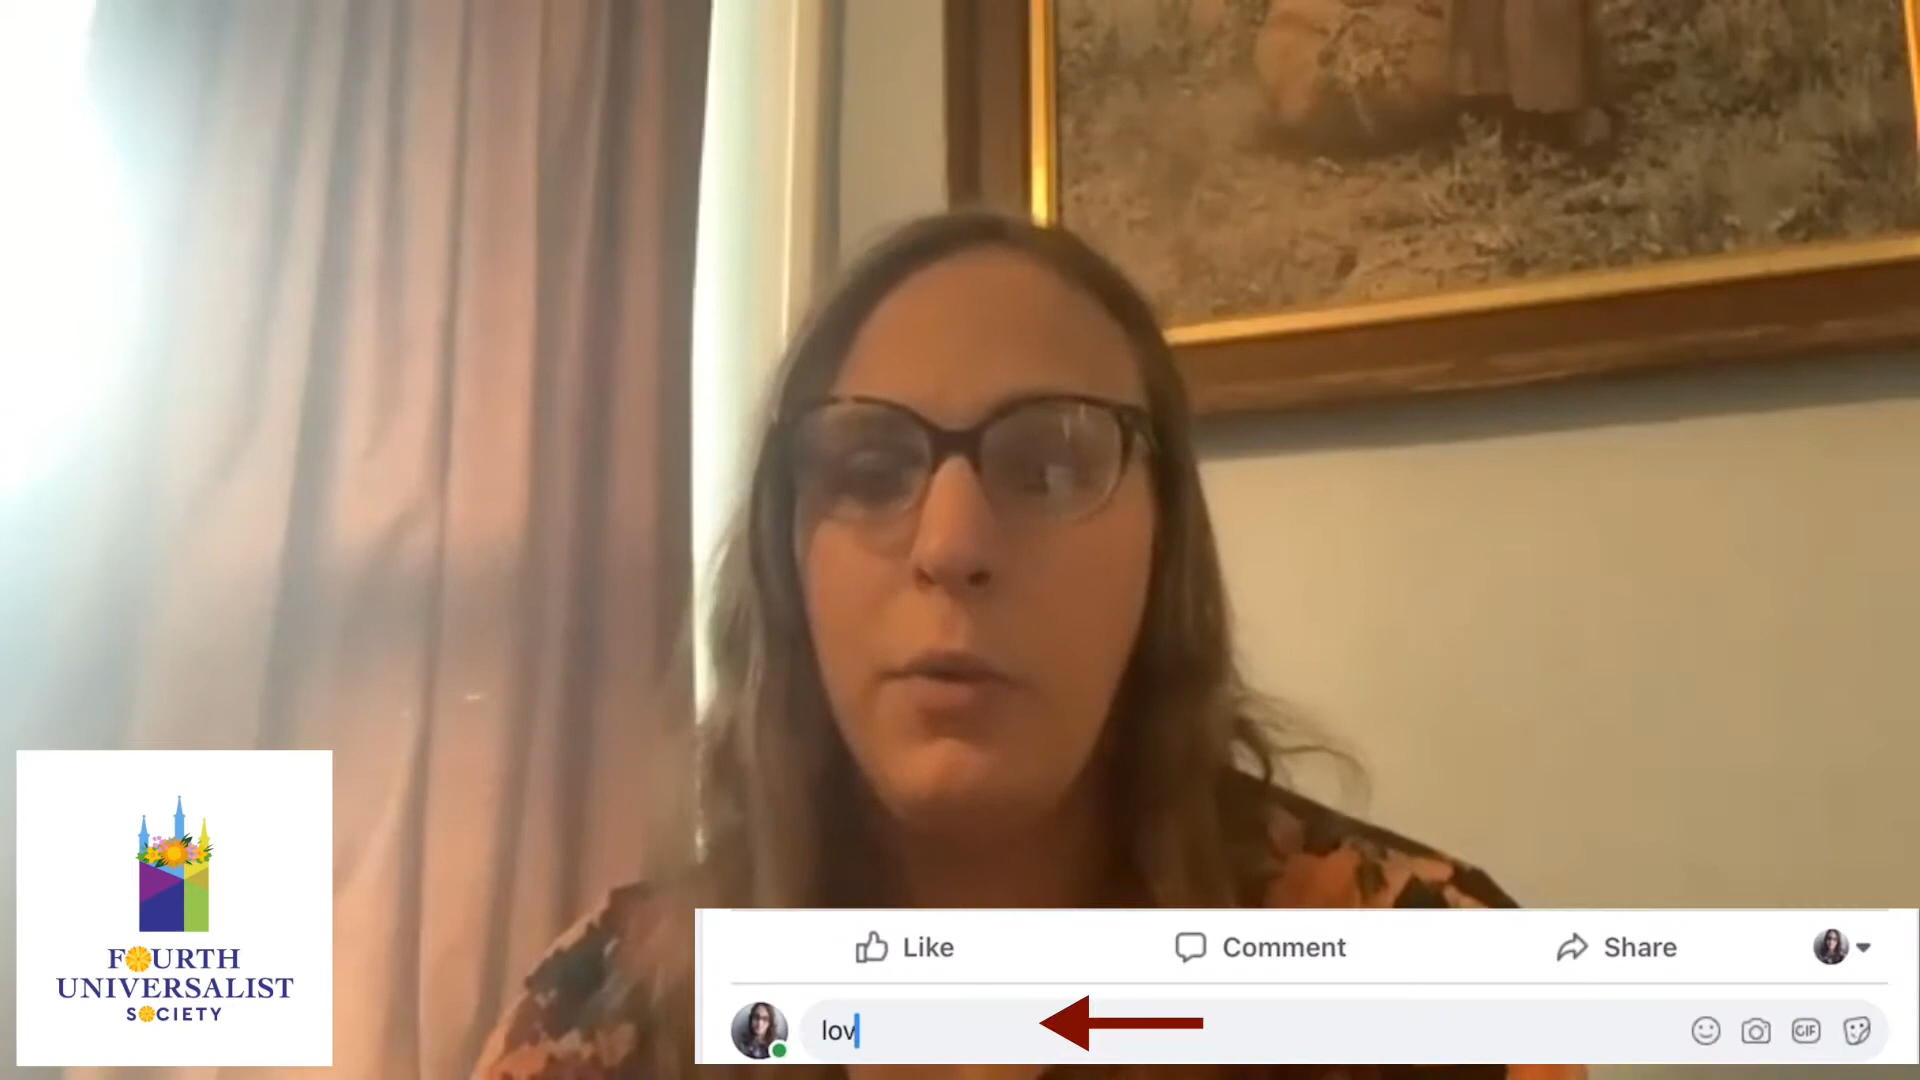 FOURTH
UNIVERSALIST
SOCIETY
Like Comment Share
lov
GIF